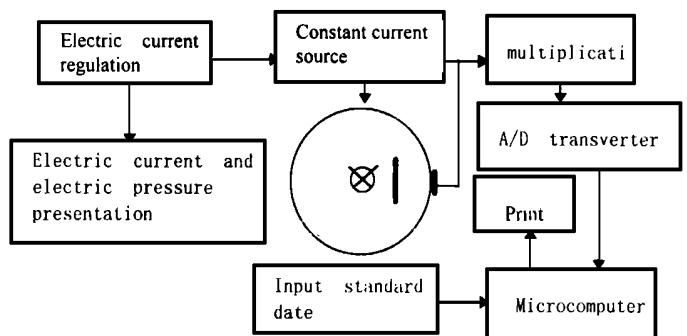 Electric current
regulation
Constant current
source
multiplicati
Electric current and
electric pressure
presentation
A/D transverter
Print
Input standard
date
Microcomputer